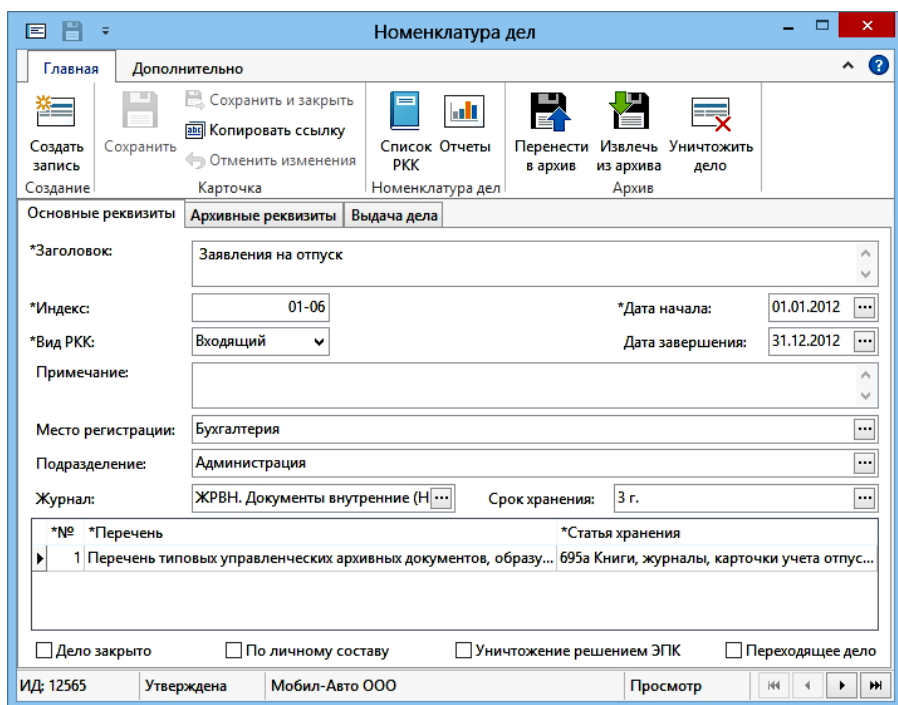 Номенклатура дел
Главная Дополнительно
Создать запись
Сохранить
Сохранить и закрыть
Копировать ссылку
Отменить изменения
Список РКК
Отчеты
Перенести в архив
Извлечь из архива
Уничтожить дело
Создание Карточка Номенклатура дел Архив
Основные реквизиты Архивные реквизиты Выдача дела
*Заголовок: Заявления на отпуск
*Индекс: 01-06 *Дата начала: 01.01.2012 ...
*Вид РКК: Входящий Дата завершения: 31.12.2012 ...
Примечание:
Место регистрации: Бухгалтерия ...
Подразделение: Администрация ...
Журнал: ЖРВН. Документы внутренние (Н ... Срок хранения: 3 г. ...
*№ *Перечень *Статья хранения
1 Перечень типовых управленческих архивных документов, образу... 695а Книги, журналы, карточки учета отпус...
Дело закрыто По личному составу Уничтожение решением ЭПК Переходящее дело
ИД: 12565 Утверждена Мобил-Авто ООО Просмотр